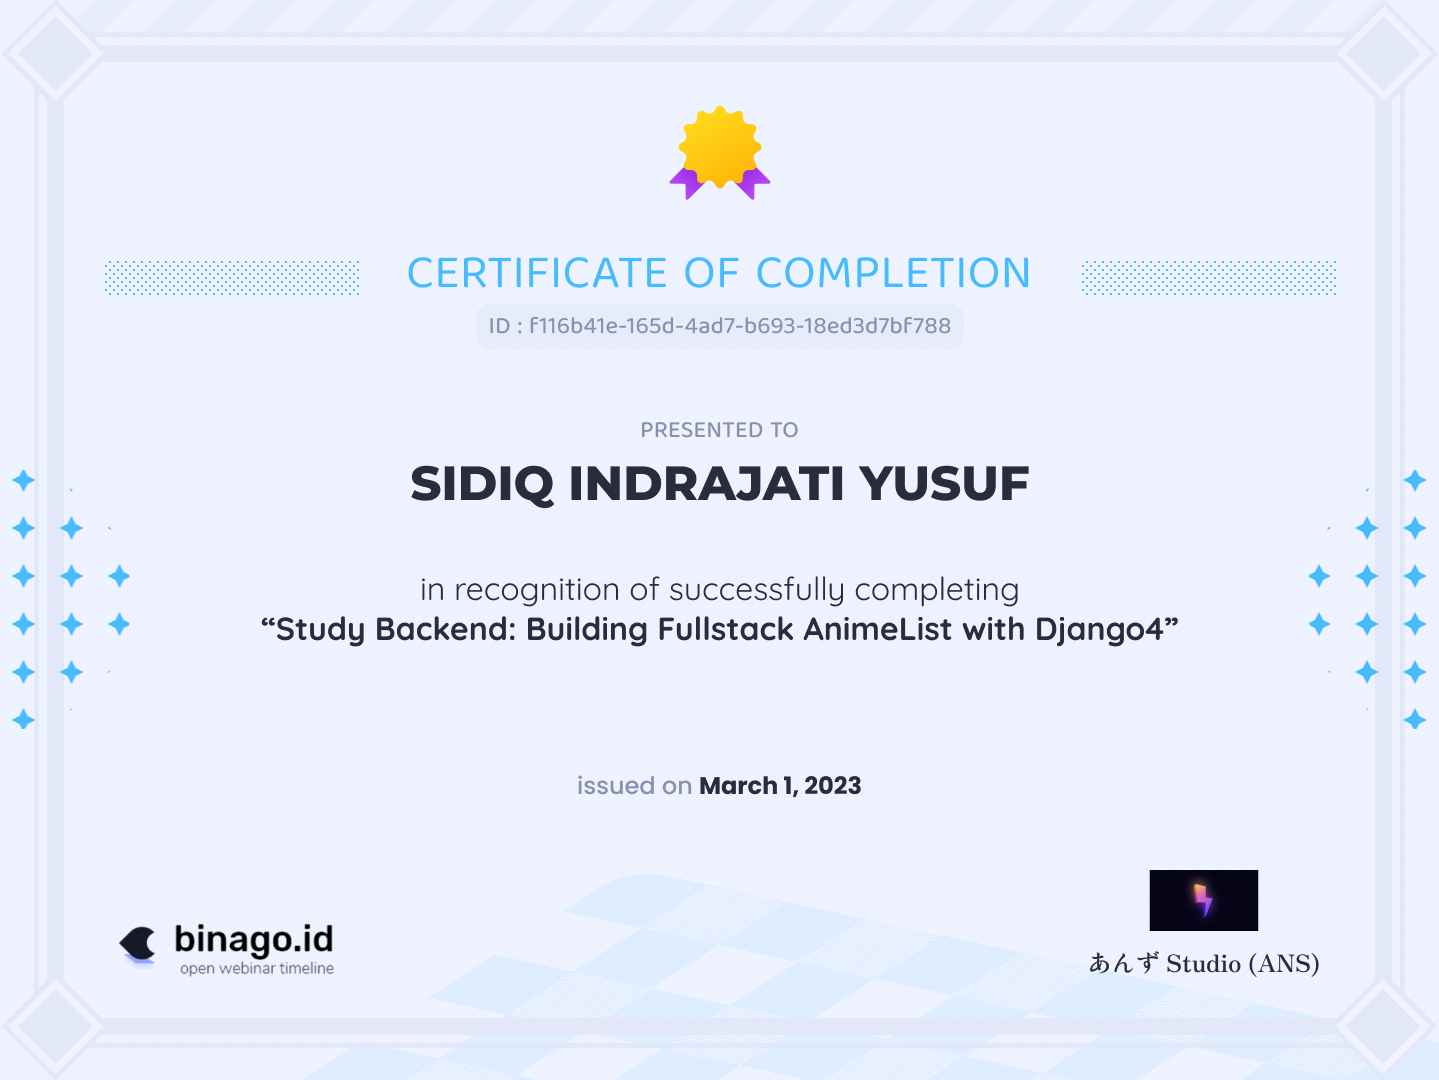 CERTIFICATE OF COMPLETION
ID : f116b41e-165d-4ad7-b693-18ed3d7bf788
PRESENTED TO
SIDIQ INDRAJATI YUSUF
in recognition of successfully completing
“Study Backend: Building Fullstack AnimeList with Django4”
issued on March 1, 2023
binago.id
open webinar timeline
あんず Studio (ANS)